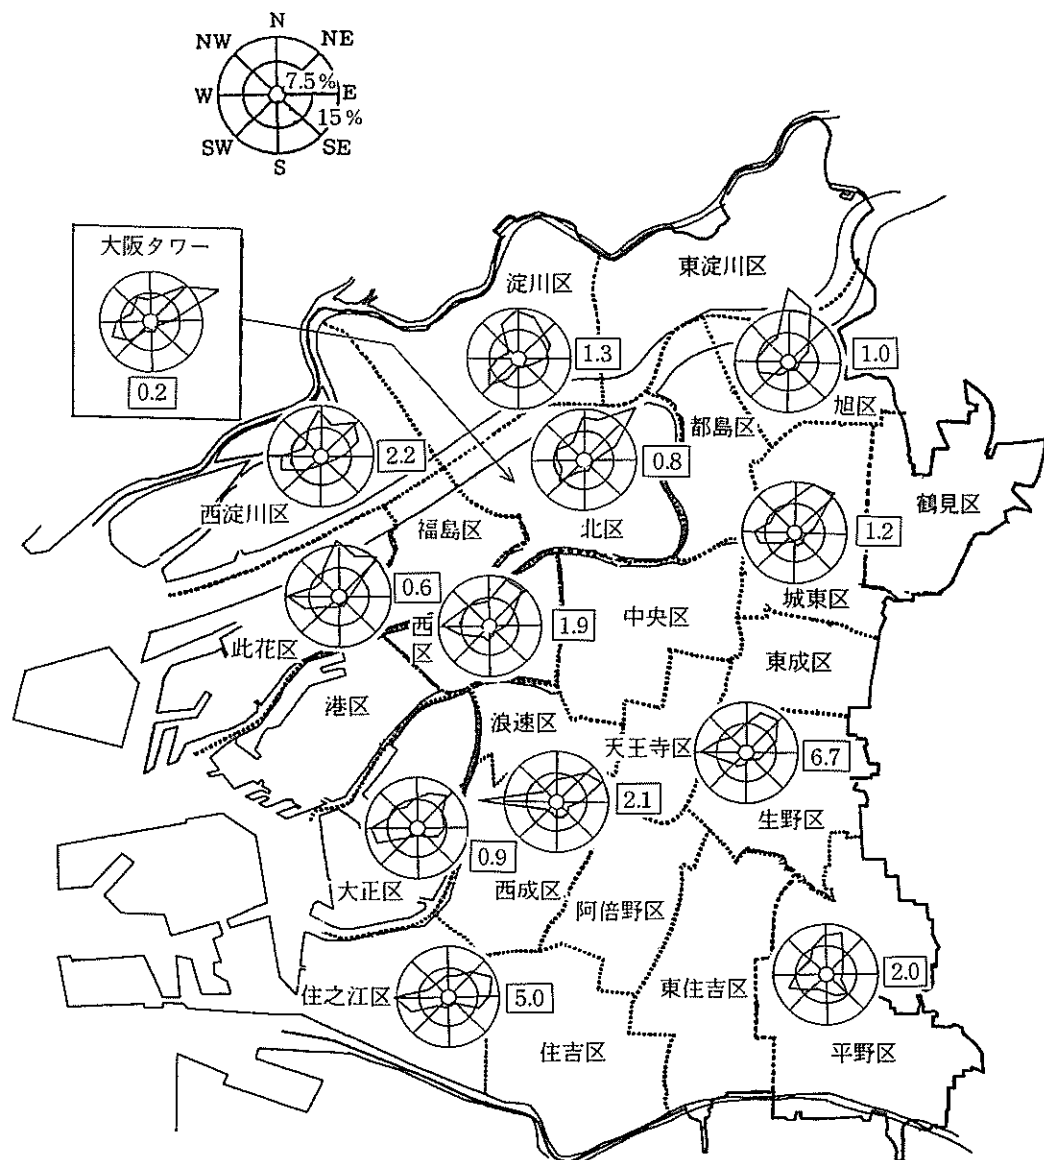 N
NW
NE
7.5%
W
E
15%
SW
SE
S
大阪タワー
0.2
淀川区
東淀川区
1.3
1.0
旭区
都島区
2.2
0.8
鶴見区
西淀川区
福島区
北区
1.2
0.6
城東区
中央区
西区
1.9
此花区
東成区
港区
浪速区
天王寺区
6.7
2.1
生野区
0.9
大正区
西成区
阿倍野区
住之江区
5.0
東住吉区
2.0
住吉区
平野区